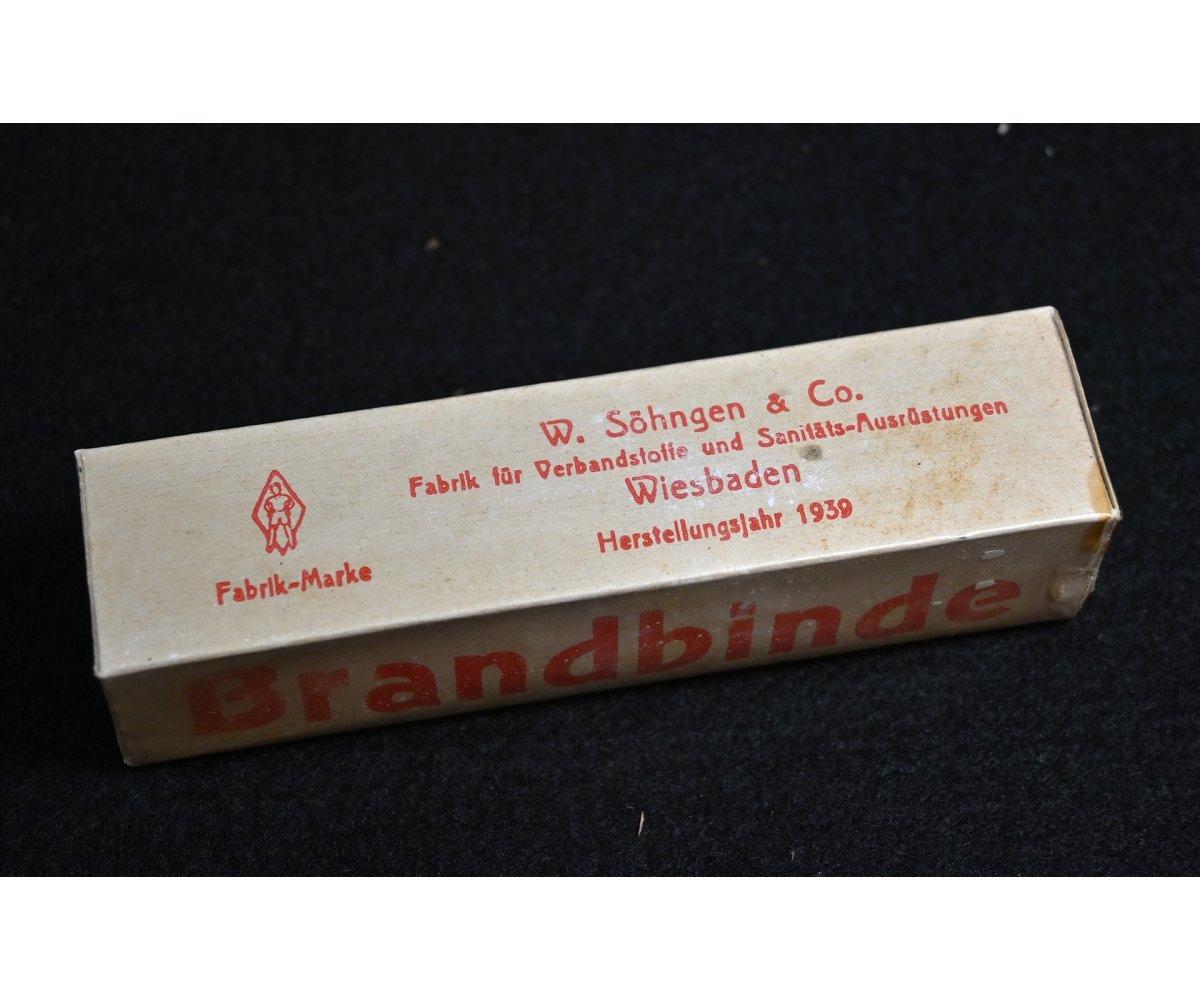 W. Söhngen & Co.
Fabrik für Verbandstoffe und Sanitäts-Ausrüstungen
Wiesbaden
Herstellungsjahr 1939
Fabrik-Marke
Brandbinde